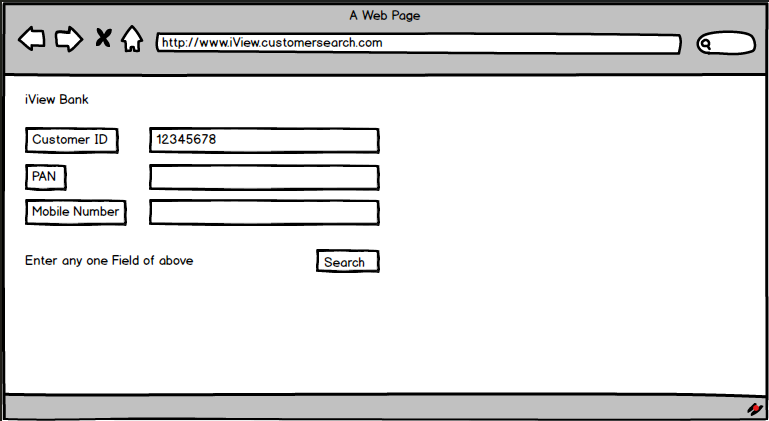 A Web Page
http://www.iView.customersearch.com
iView Bank
Customer ID 12345678
PAN
Mobile Number
Enter any one Field of above Search